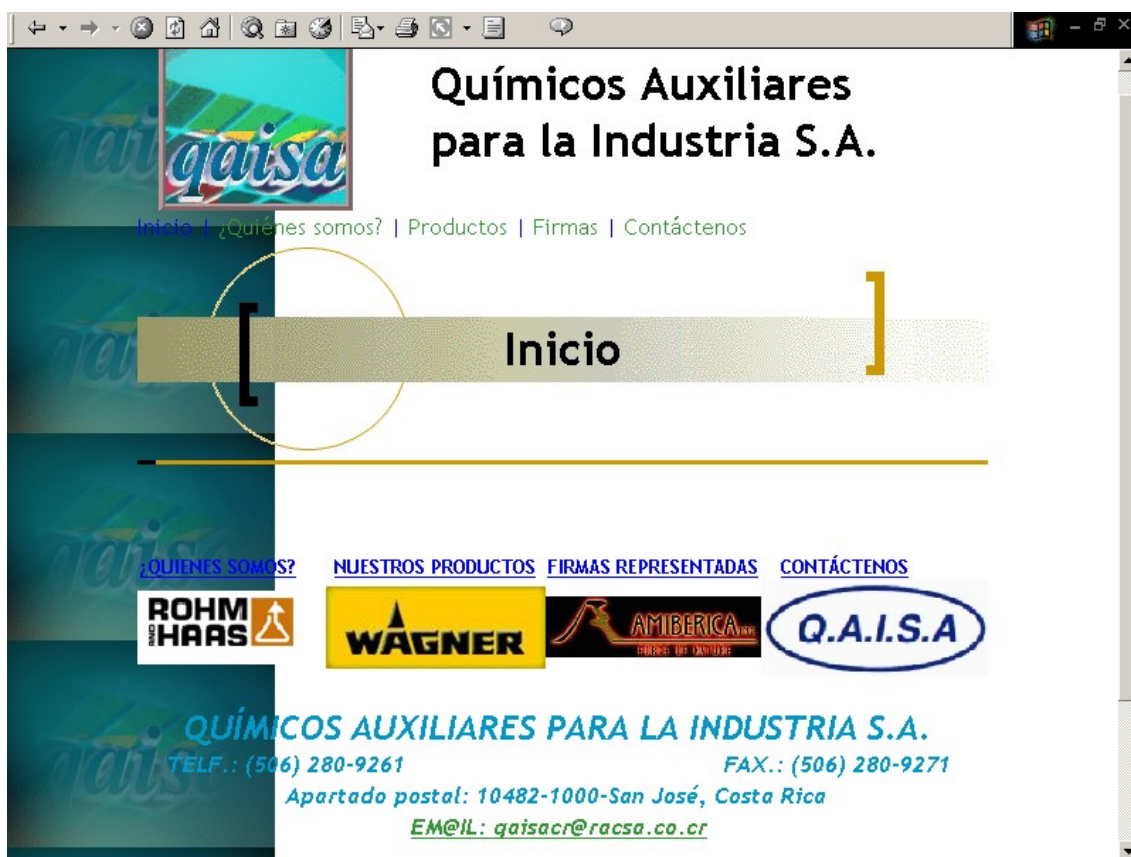 qaisa
Químicos Auxiliares
para la Industria S.A.
Inicio | ¿Quiénes somos? | Productos | Firmas | Contáctenos
Inicio
¿QUIENES SOMOS? NUESTROS PRODUCTOS FIRMAS REPRESENTADAS CONTÁCTENOS
ROHM AND HAAS WAGNER AMIBERICA INC Q.A.I.S.A
QUÍMICOS AUXILIARES PARA LA INDUSTRIA S.A.
TELF.: (506) 280-9261 FAX.: (506) 280-9271
Apartado postal: 10482-1000-San José, Costa Rica
EM@IL: qaisacr@racsa.co.cr